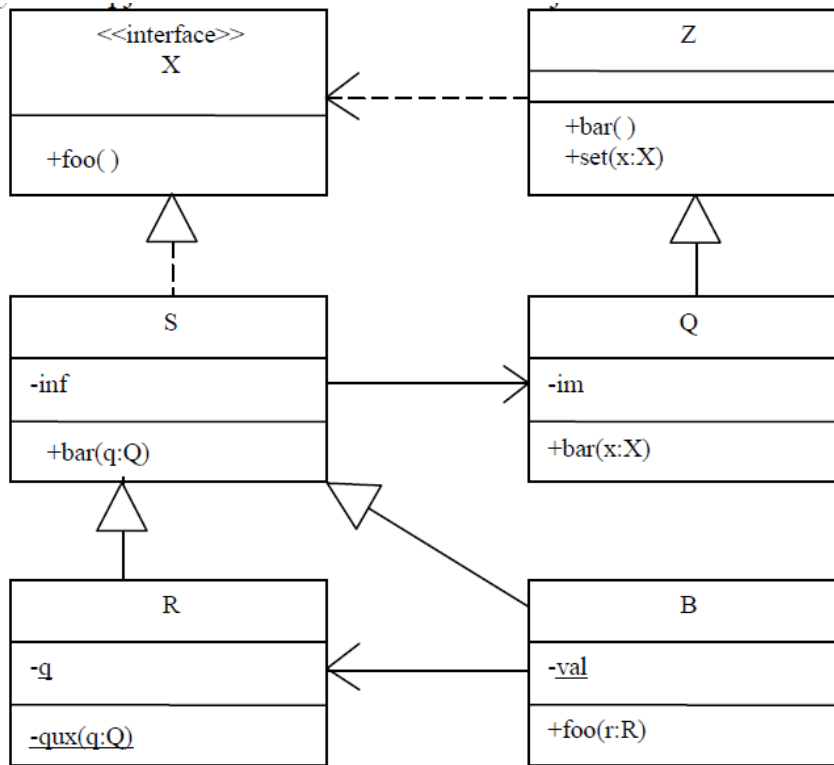 <<interface>>
X
+foo( )
Z
+bar( )
+set(x:X)
S
-inf
+bar(q:Q)
Q
-im
+bar(x:X)
R
-q
-qux(q:Q)
B
-val
+foo(r:R)